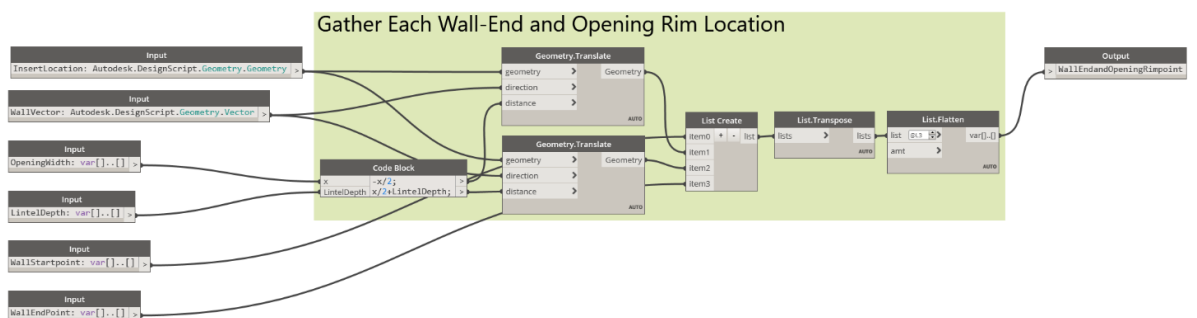 Gather Each Wall-End and Opening Rim Location
Input
InsertLocation: Autodesk.DesignScript.Geometry.Geometry >
Input
WallVector: Autodesk.DesignScript.Geometry.Vector >
Input
OpeningWidth: var[]..[] >
Input
LintelDepth: var[]..[] >
Input
WallStartpoint: var[]..[] >
Input
WallEndPoint: var[]..[] >
Code Block
x -x/2; >
LintelDepth x/2+LintelDepth; >
Geometry.Translate
geometry > Geometry
direction >
distance >
AUTO
Geometry.Translate
geometry > Geometry
direction >
distance >
AUTO
List Create
item0 + - list
item1
item2
item3
List.Transpose
lists > lists
AUTO
List.Flatten
list > var[]..[]
amt >
AUTO
Output
> WallEndandOpeningRimpoint